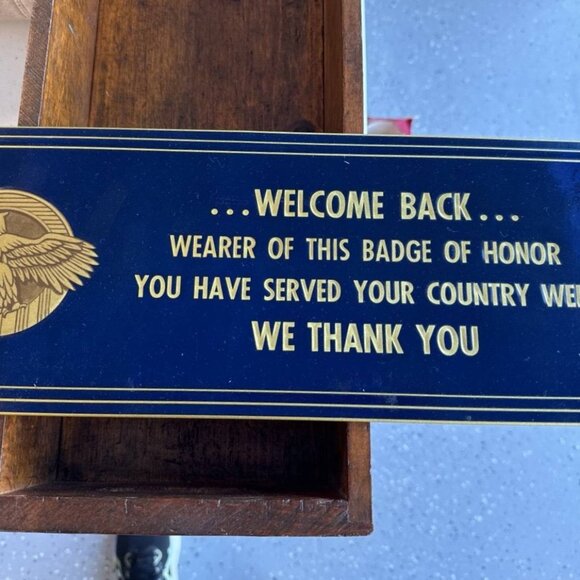 ...WELCOME BACK...
WEARER OF THIS BADGE OF HONOR
YOU HAVE SERVED YOUR COUNTRY
WE THANK YOU